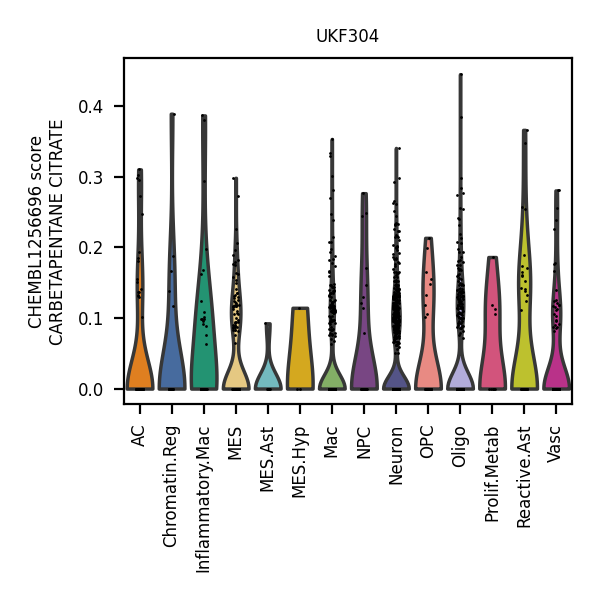 UKF304
CHEMBL1256696 score
CARBETAPENTANE CITRATE
0.4
0.3
0.2
0.1
0.0
AC
Chromatin.Reg
Inflammatory.Mac
MES
MES.Ast
MES.Hyp
Mac
NPC
Neuron
OPC
Oligo
Prolif.Metab
Reactive.Ast
Vasc